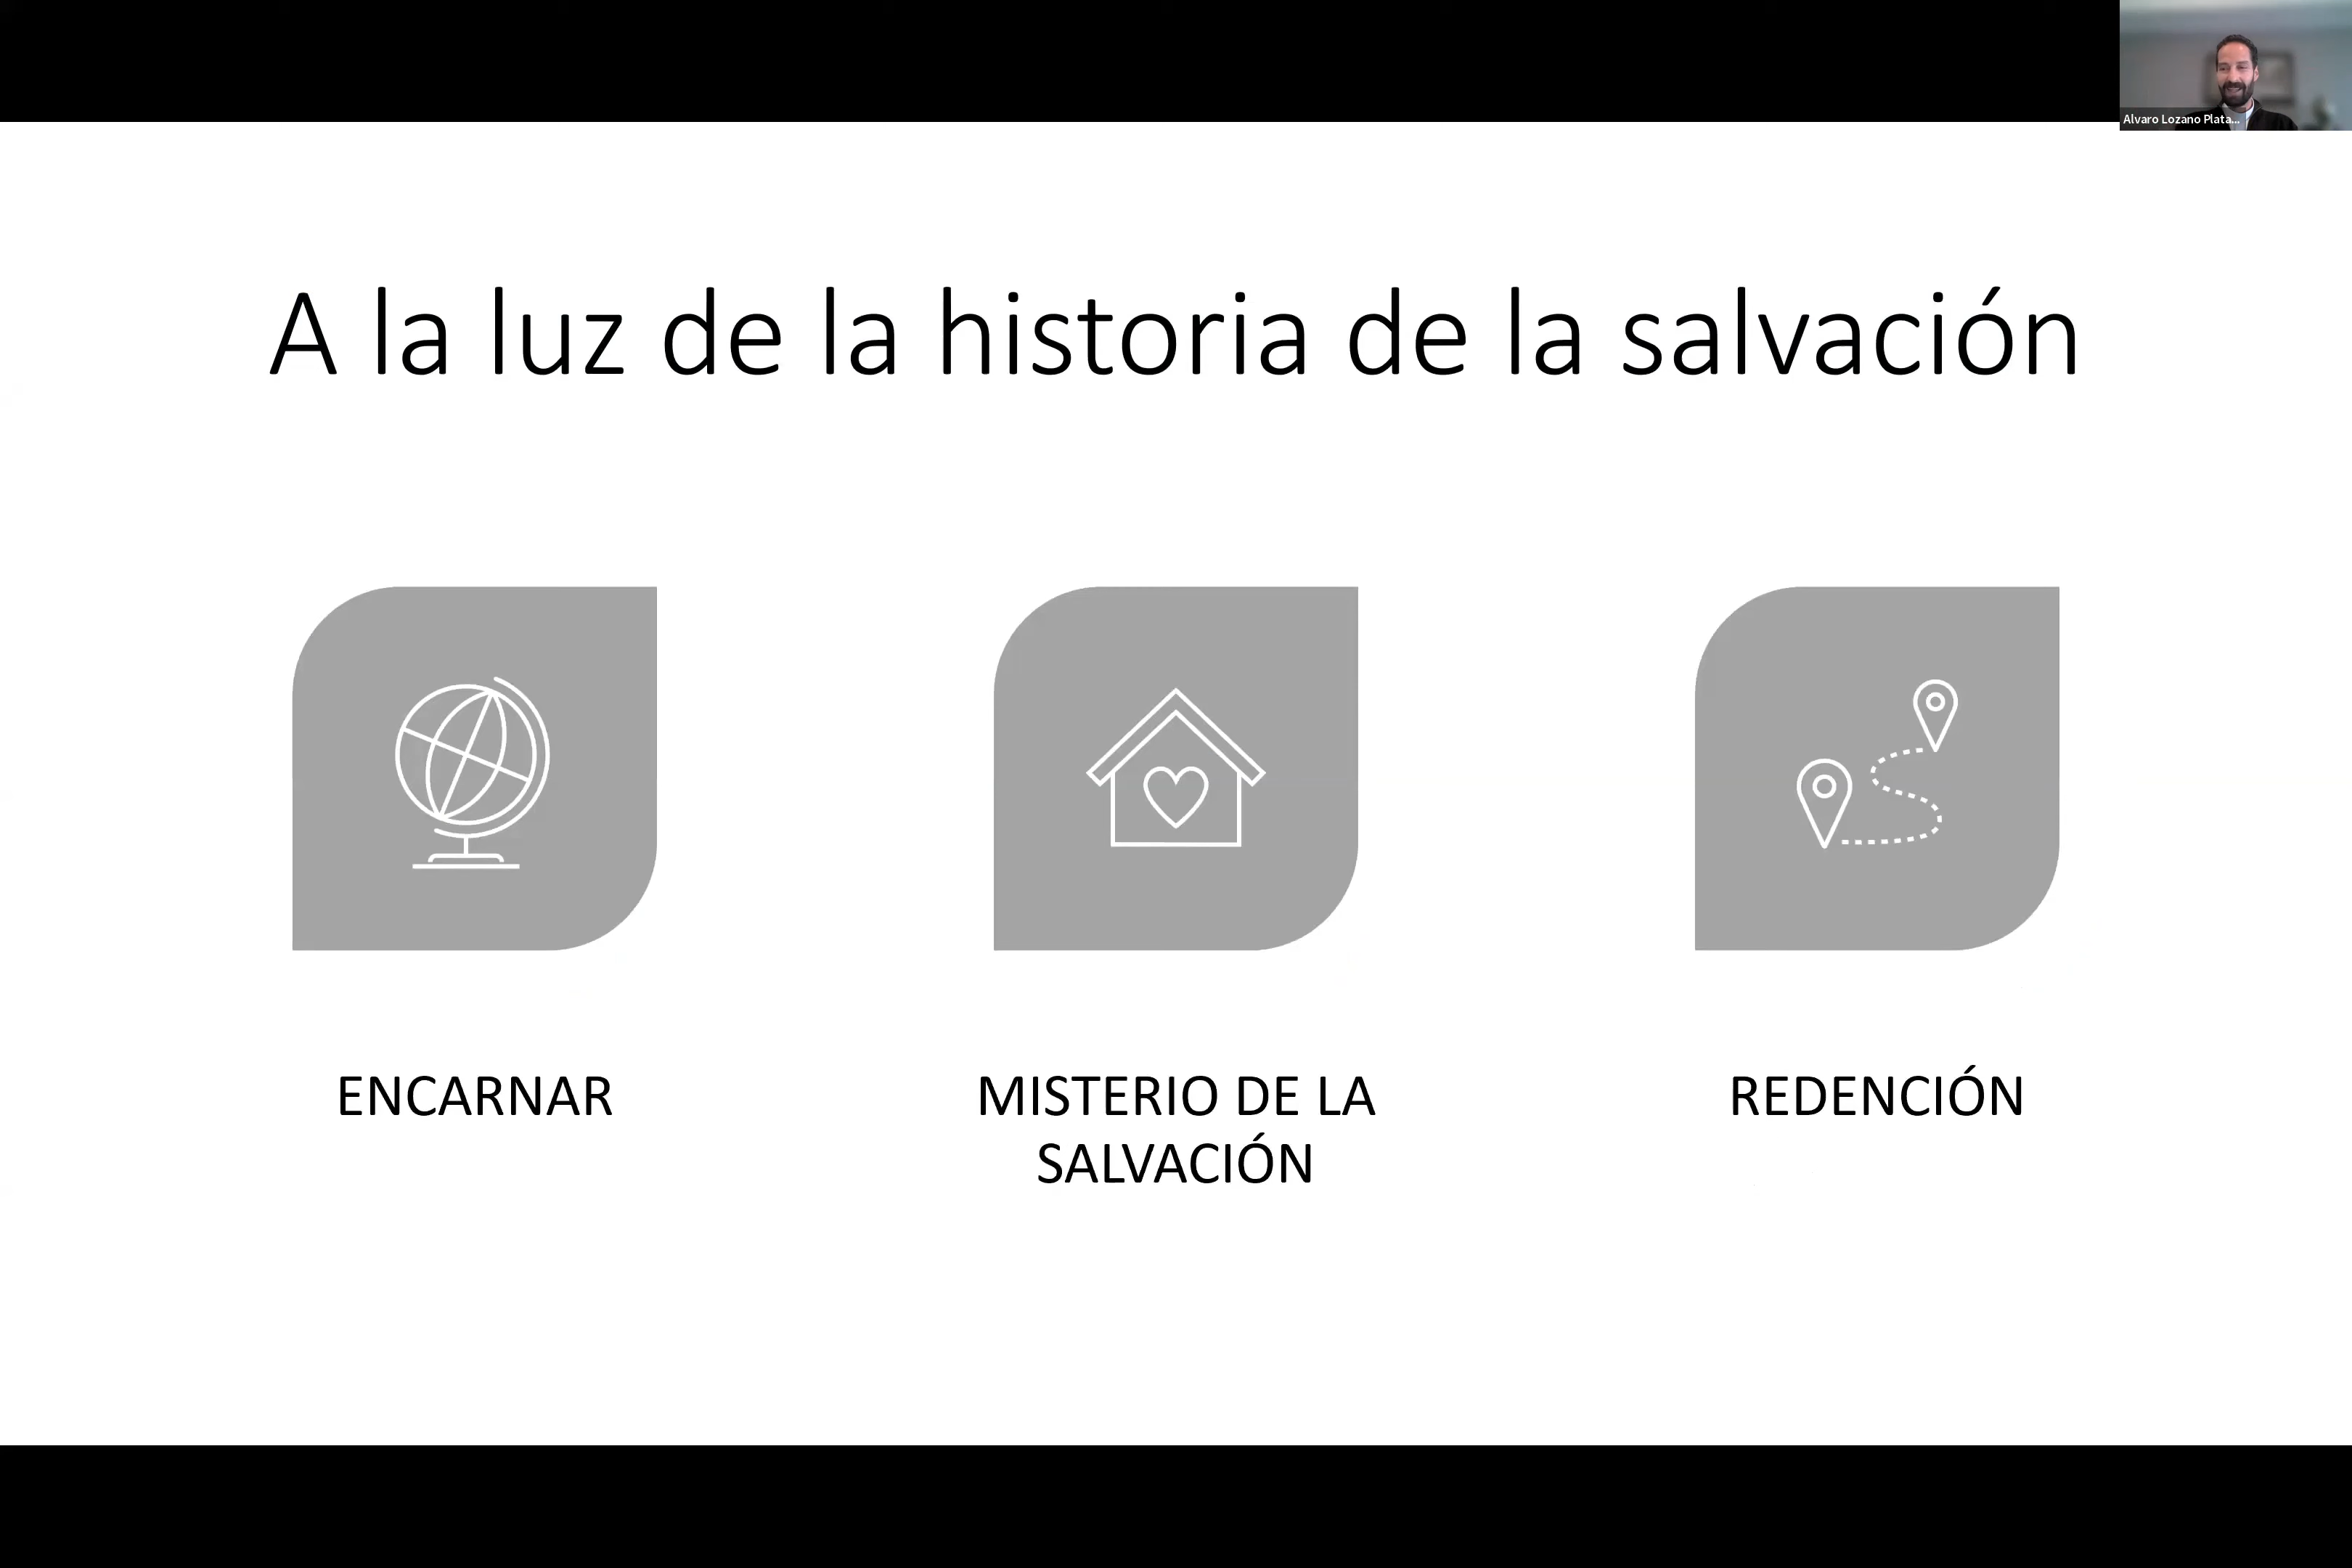 Alvaro Lozano Plata...
A la luz de la historia de la salvación
ENCARNAR
MISTERIO DE LA
SALVACIÓN
REDENCIÓN